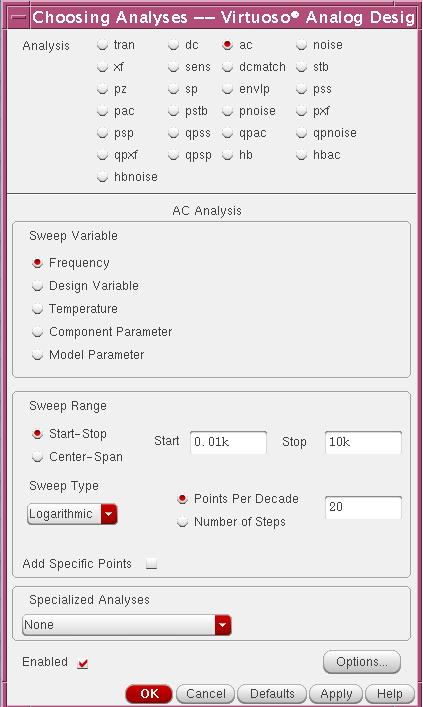 Choosing Analyses -- Virtuoso® Analog Desig
Analysis tran dc ac noise
xf sens dcmatch stb
pz sp envlp pss
pac pstb pnoise pxf
psp qpss qpac qpnoise
qpxf qpsp hb hbac
hbnoise
AC Analysis
Sweep Variable
Frequency
Design Variable
Temperature
Component Parameter
Model Parameter
Sweep Range
Start-Stop Start 0.01k Stop 10k
Center-Span
Sweep Type
Logarithmic Points Per Decade 20
Number of Steps
Add Specific Points
Specialized Analyses
None
Enabled Options...
OK Cancel Defaults Apply Help